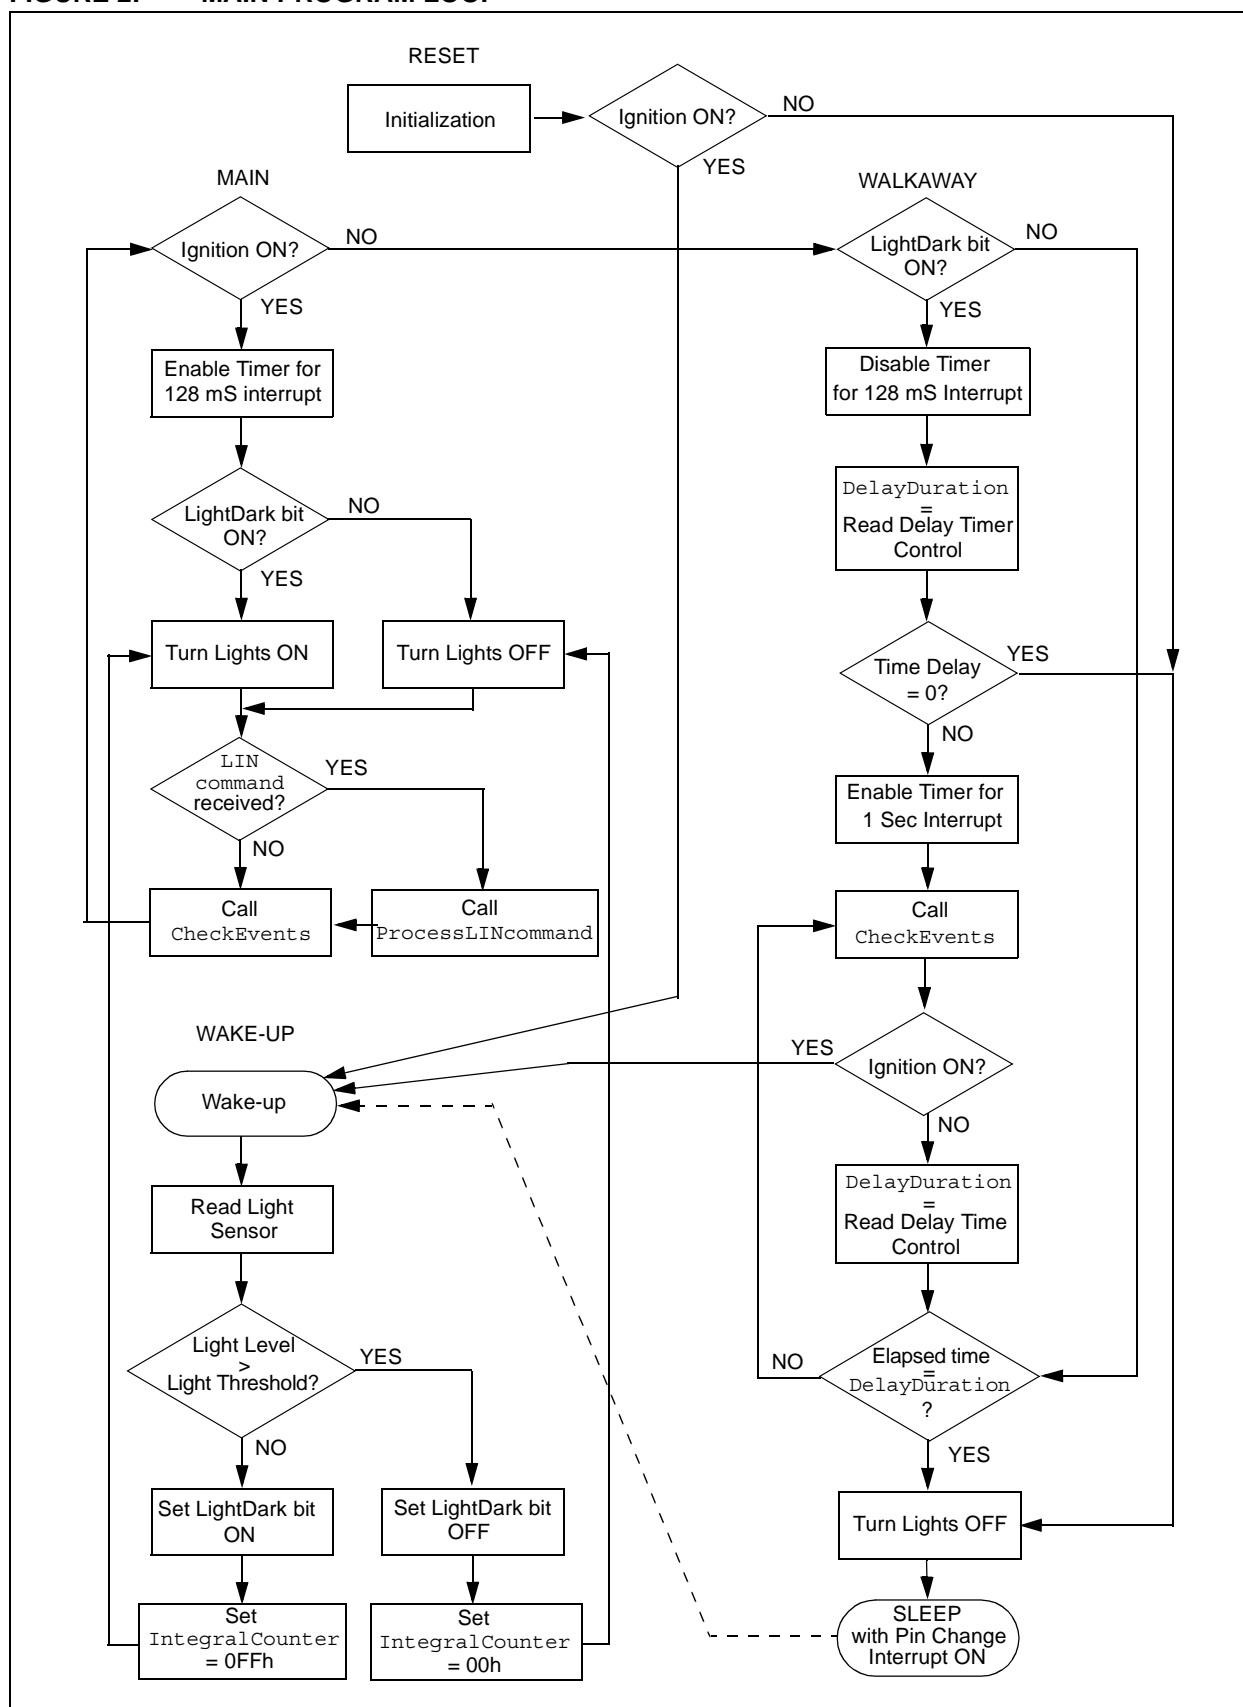 FIGURE 2: MAIN PROGRAM LOOP
RESET
Initialization
Ignition ON?
NO
YES
MAIN
Ignition ON?
NO
YES
Enable Timer for
128 mS interrupt
LightDark bit
ON?
NO
YES
Turn Lights ON
Turn Lights OFF
LIN
command
received?
YES
NO
Call
CheckEvents
Call
ProcessLINcommand
WAKE-UP
Wake-up
Read Light
Sensor
Light Level
>
Light Threshold?
YES
NO
Set LightDark bit
ON
Set LightDark bit
OFF
Set
IntegralCounter
= 0FFh
Set
IntegralCounter
= 00h
WALKAWAY
LightDark bit
ON?
NO
YES
Disable Timer
for 128 mS Interrupt
DelayDuration
=
Read Delay Timer
Control
Time Delay
= 0?
YES
NO
Enable Timer for
1 Sec Interrupt
Call
CheckEvents
YES
Ignition ON?
NO
DelayDuration
=
Read Delay Time
Control
NO
Elapsed time
=
DelayDuration
?
YES
Turn Lights OFF
SLEEP
with Pin Change
Interrupt ON